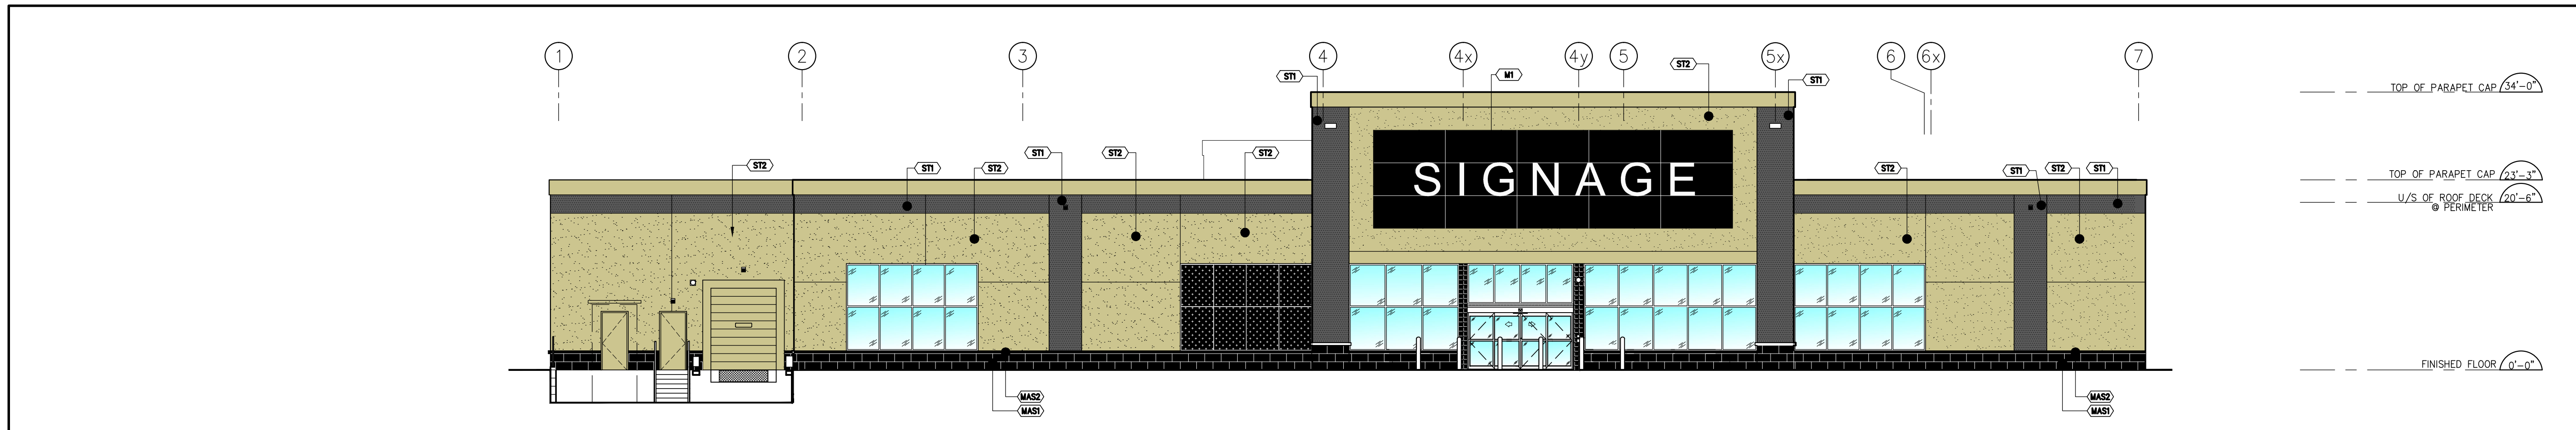 1 2 3 4 4x 4y 5 5x 6 6x 7
ST1 M1 ST2 ST1
TOP OF PARAPET CAP 34'-0"
ST2 ST1 ST2 ST1 ST2 ST2
SIGNAGE
ST2 ST1 ST2 ST1
TOP OF PARAPET CAP 23'-3"
U/S OF ROOF DECK 20'-6"
@ PERIMETER
FINISHED FLOOR 0'-0"
MAS2 MAS2
MAS1 MAS1